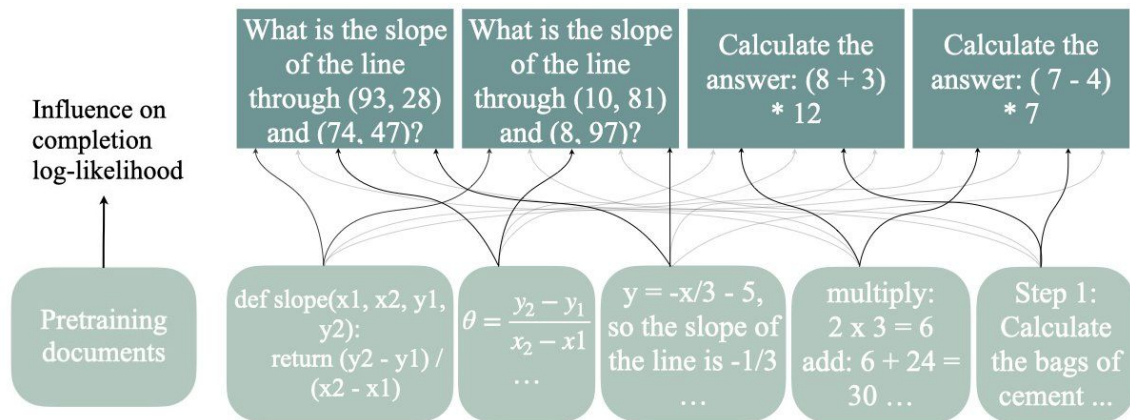 What is the slope
of the line
through (93, 28)
and (74, 47)?
What is the slope
of the line
through (10, 81)
and (8, 97)?
Calculate the
answer: (8 + 3)
* 12
Calculate the
answer: ( 7 - 4)
* 7
Influence on
completion
log-likelihood
Pretraining
documents
def slope(x1, x2, y1,
y2):
return (y2 - y1) /
(x2 - x1)
θ = (y₂ − y₁) / (x₂ − x1)
...
y = -x/3 - 5,
so the slope of
the line is -1/3
...
multiply:
2 x 3 = 6
add: 6 + 24 =
30 ...
Step 1:
Calculate
the bags of
cement ...